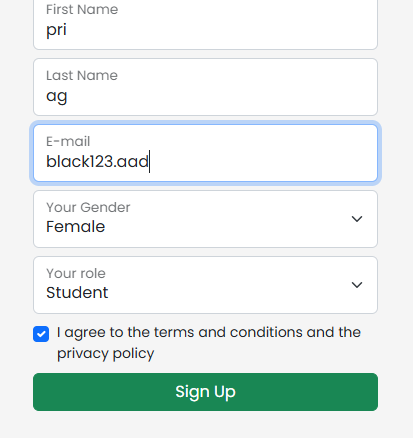 First Name
pri
Last Name
ag
E-mail
black123.aad
Your Gender
Female
Your role
Student
I agree to the terms and conditions and the
privacy policy
Sign Up